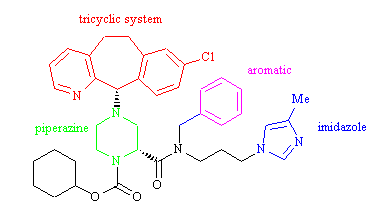 tricyclic system
Cl
aromatic
N
N
Me
piperazine
imidazole
N
N
N
N
O
O
O